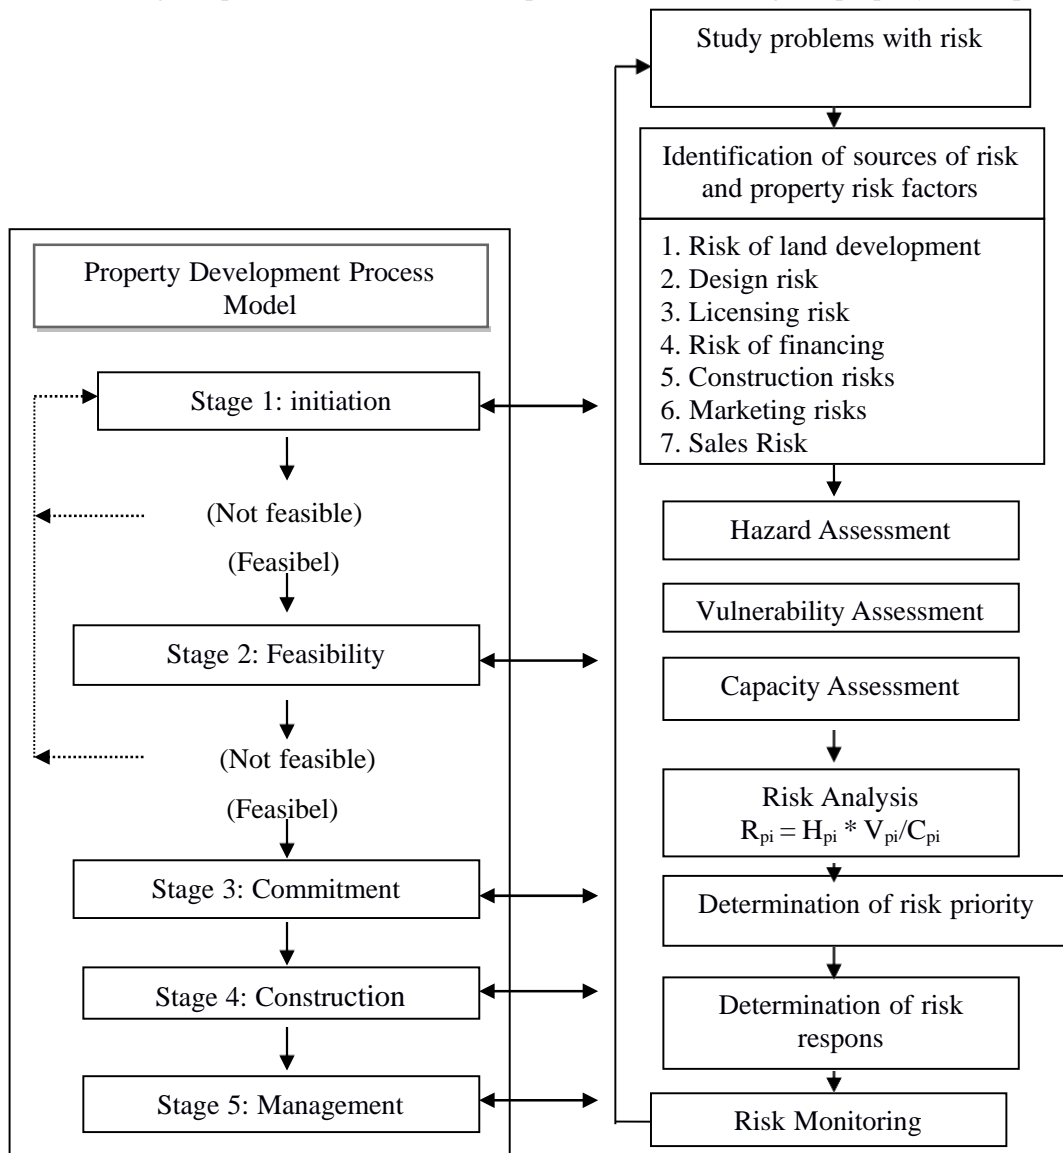 Property Development Process
Model
Stage 1: initiation
(Not feasible)
(Feasibel)
Stage 2: Feasibility
(Not feasible)
(Feasibel)
Stage 3: Commitment
Stage 4: Construction
Stage 5: Management
Study problems with risk
Identification of sources of risk
and property risk factors
1. Risk of land development
2. Design risk
3. Licensing risk
4. Risk of financing
5. Construction risks
6. Marketing risks
7. Sales Risk
Hazard Assessment
Vulnerability Assessment
Capacity Assessment
Risk Analysis
Rpi = Hpi * Vpi/Cpi
Determination of risk priority
Determination of risk
respons
Risk Monitoring